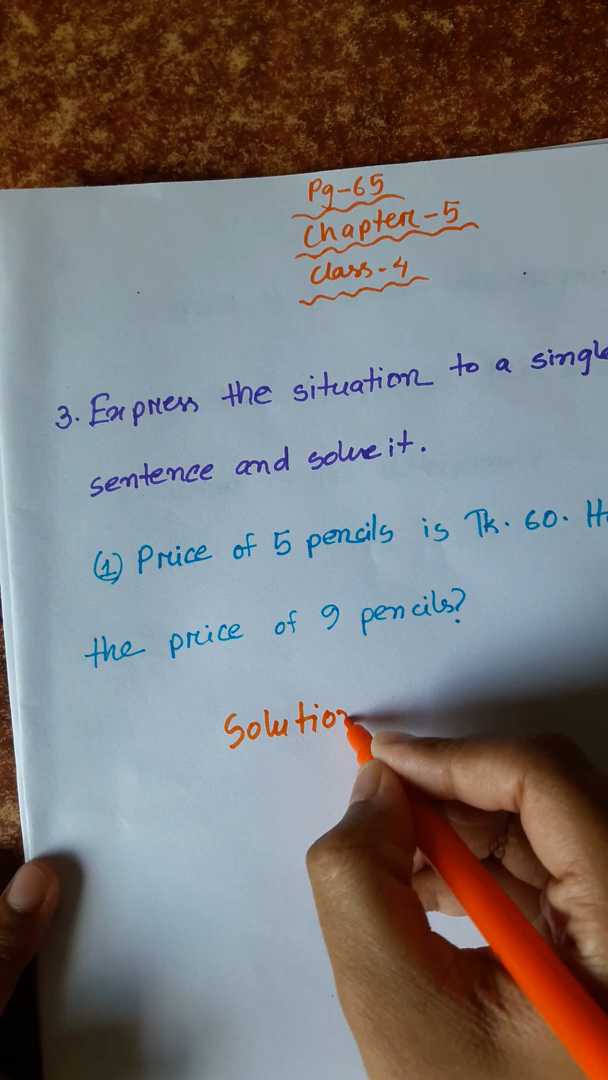 Pg-65
Chapter-5
Class-4
3. Express the situation to a single
sentence and solve it.
(1) Price of 5 pencils is Tk. 60.
the price of 9 pencils?
Solution